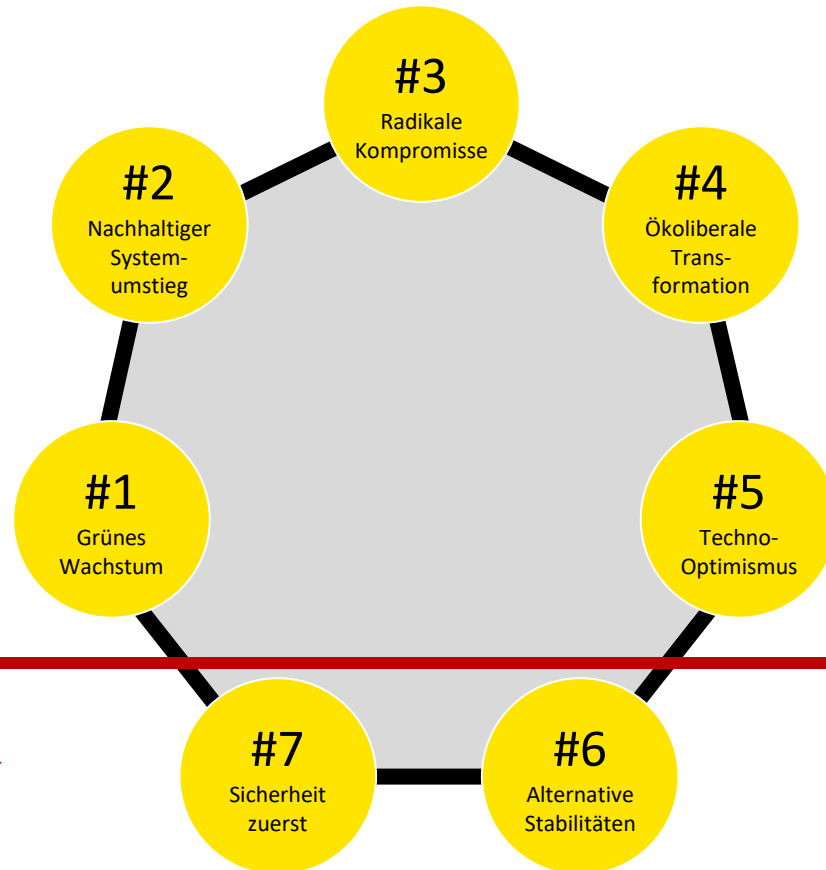 #3
Radikale
Kompromisse
#2
Nachhaltiger
System-
umstieg
#4
Ökoliberale
Trans-
formation
#1
Grünes
Wachstum
#5
Techno-
Optimismus
#7
Sicherheit
zuerst
#6
Alternative
Stabilitäten